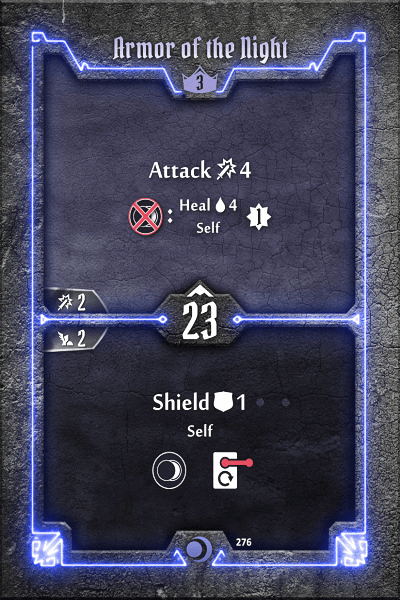 Armor of the Night
3
Attack 4
: Heal 4 1
Self
2
23
2
Shield 1
Self
276